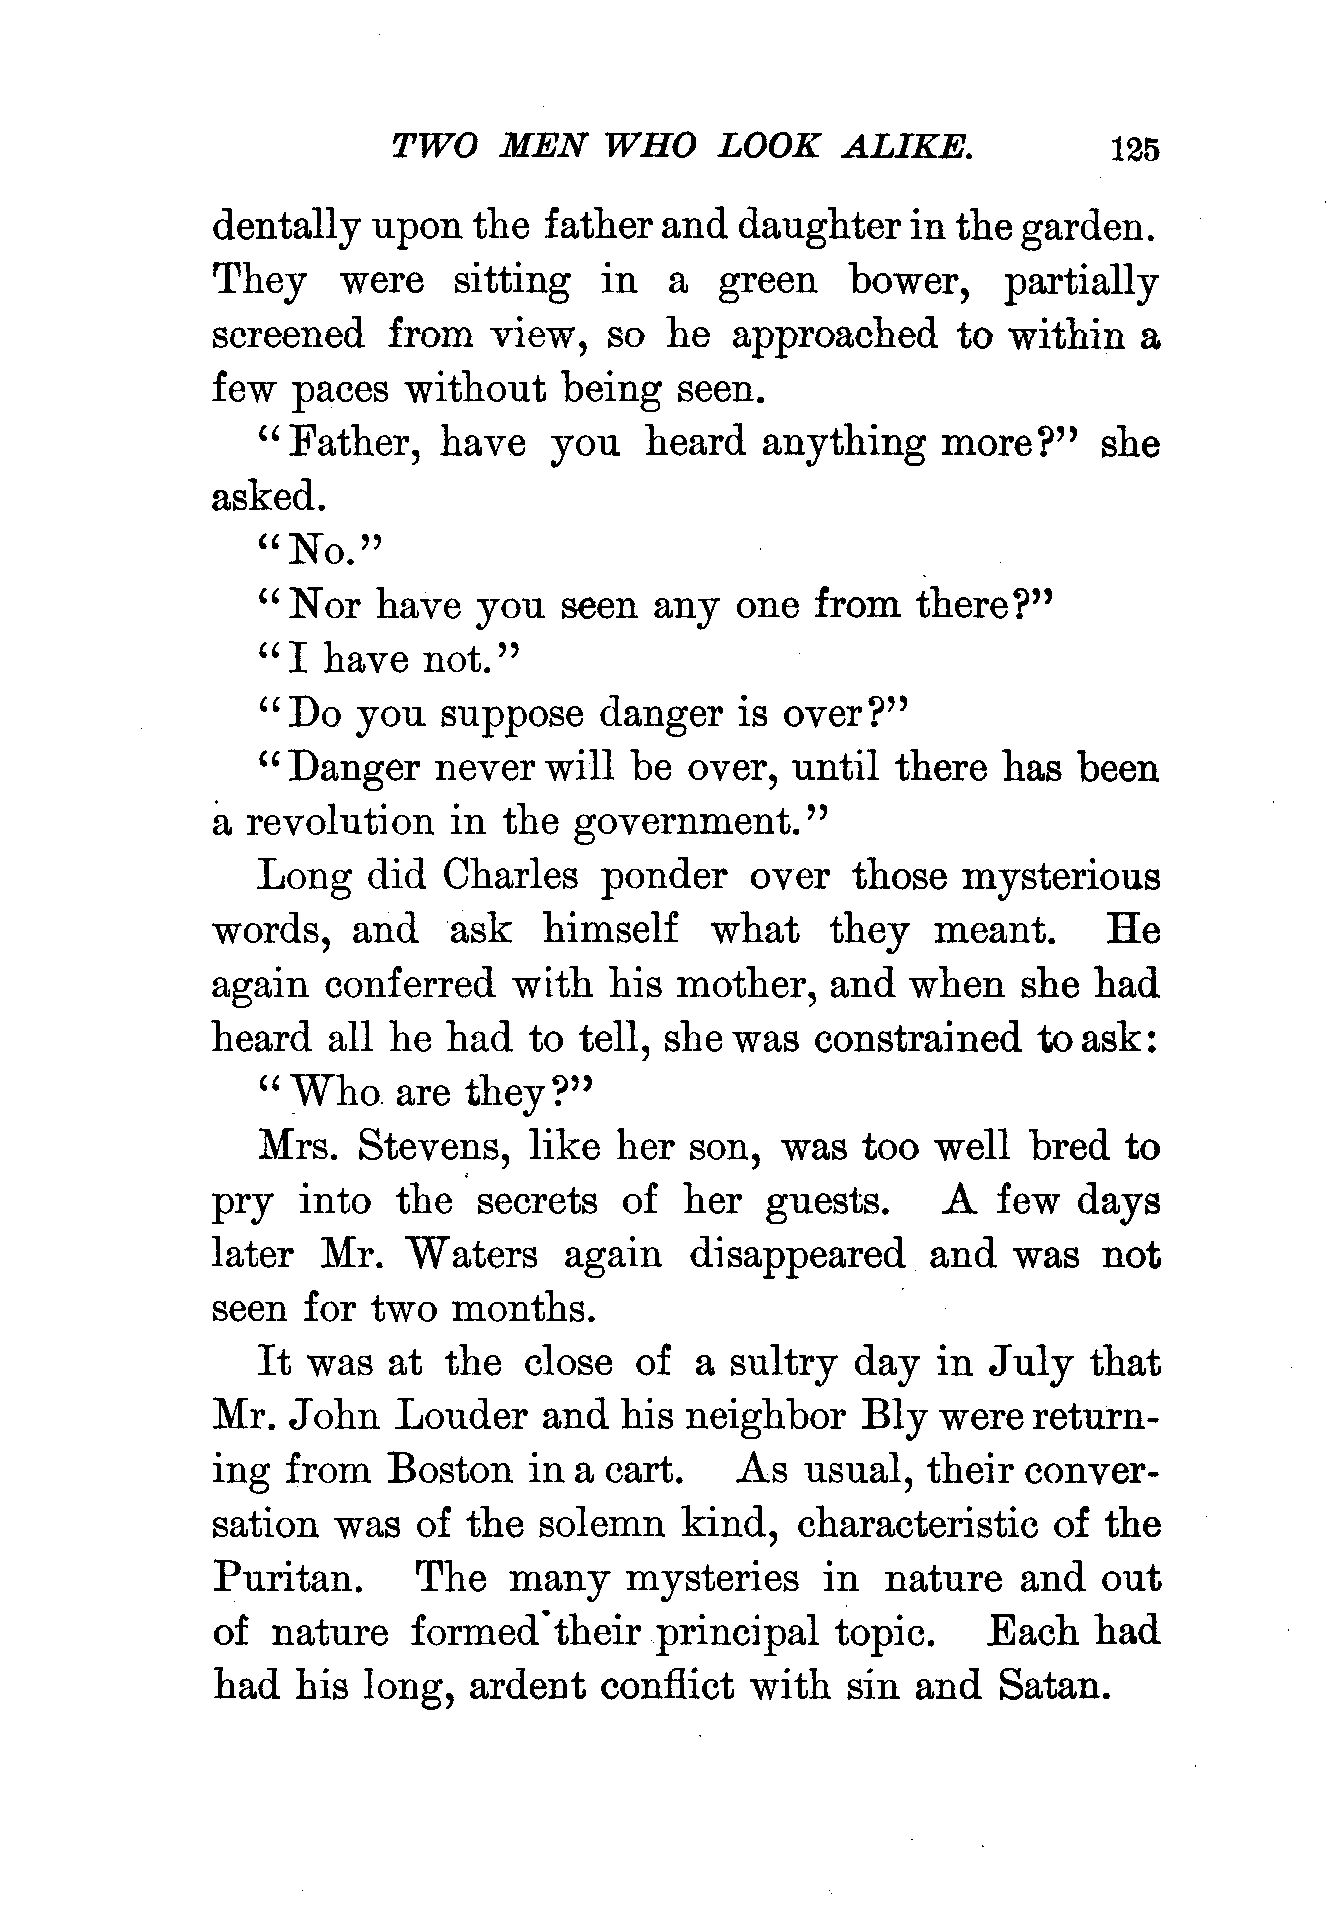 TWO MEN WHO LOOK ALIKE. 125
dentally upon the father and daughter in the garden.
They were sitting in a green bower, partially
screened from view, so he approached to within a
few paces without being seen.
"Father, have you heard anything more?" she
asked.
"No."
"Nor have you seen any one from there?"
"I have not."
"Do you suppose danger is over?"
"Danger never will be over, until there has been
a revolution in the government."
Long did Charles ponder over those mysterious
words, and ask himself what they meant. He
again conferred with his mother, and when she had
heard all he had to tell, she was constrained to ask:
"Who are they?"
Mrs. Stevens, like her son, was too well bred to
pry into the secrets of her guests. A few days
later Mr. Waters again disappeared and was not
seen for two months.
It was at the close of a sultry day in July that
Mr. John Louder and his neighbor Bly were return-
ing from Boston in a cart. As usual, their conver-
sation was of the solemn kind, characteristic of the
Puritan. The many mysteries in nature and out
of nature formed their principal topic. Each had
had his long, ardent conflict with sin and Satan.